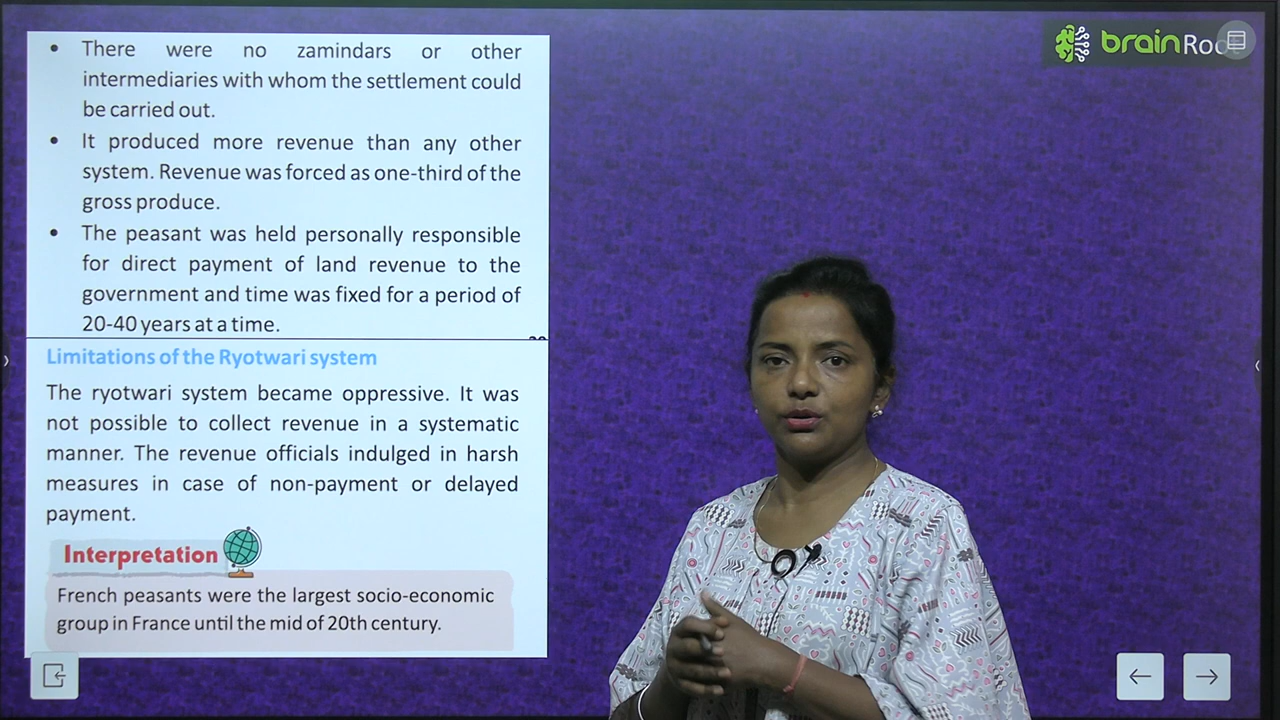 • There were no zamindars or other
intermediaries with whom the settlement could
be carried out.
• It produced more revenue than any other
system. Revenue was forced as one-third of the
gross produce.
• The peasant was held personally responsible
for direct payment of land revenue to the
government and time was fixed for a period of
20-40 years at a time.
Limitations of the Ryotwari system
The ryotwari system became oppressive. It was
not possible to collect revenue in a systematic
manner. The revenue officials indulged in harsh
measures in case of non-payment or delayed
payment.
Interpretation
French peasants were the largest socio-economic
group in France until the mid of 20th century.
brain